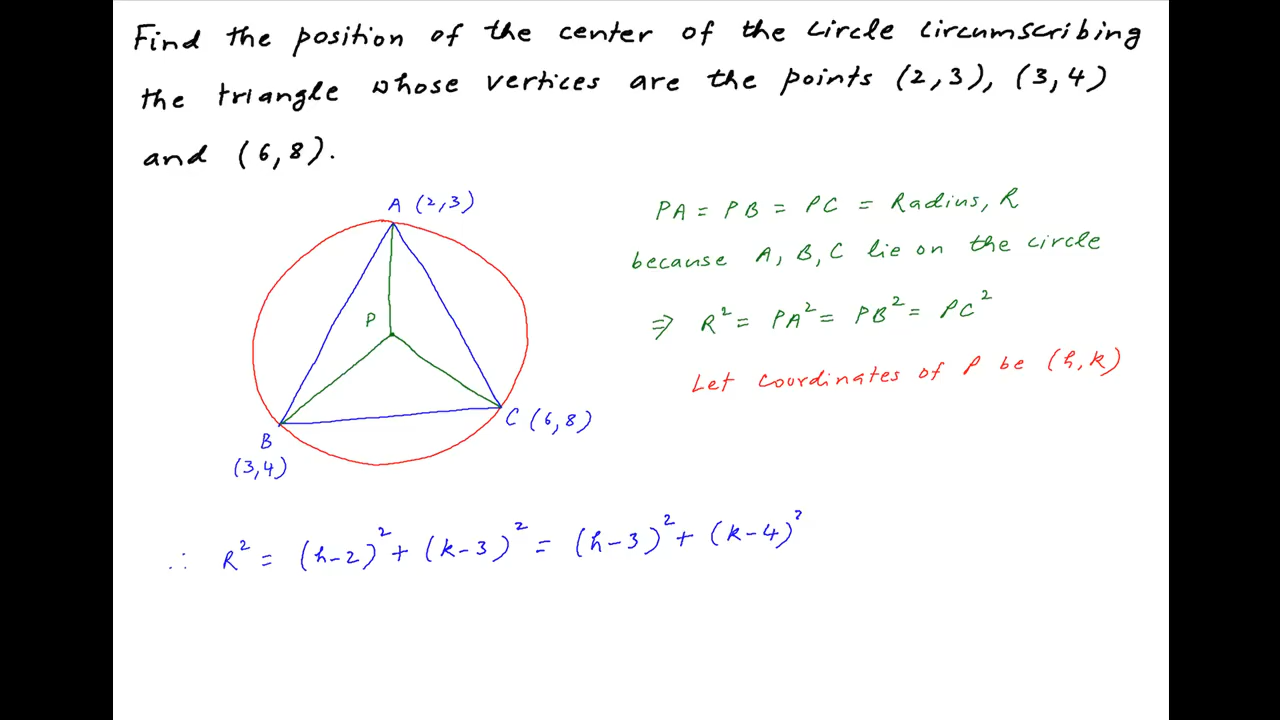 Find the position of the center of the circle circumscribing
the triangle whose vertices are the points (2,3), (3,4)
and (6,8).
A (2,3)
PA = PB = PC = Radius, R
because A, B, C lie on the circle
⇒ R² = PA² = PB² = PC²
P
Let coordinates of P be (h, k)
C (6,8)
B
(3,4)
∴ R² = (h-2)² + (k-3)² = (h-3)² + (k-4)²